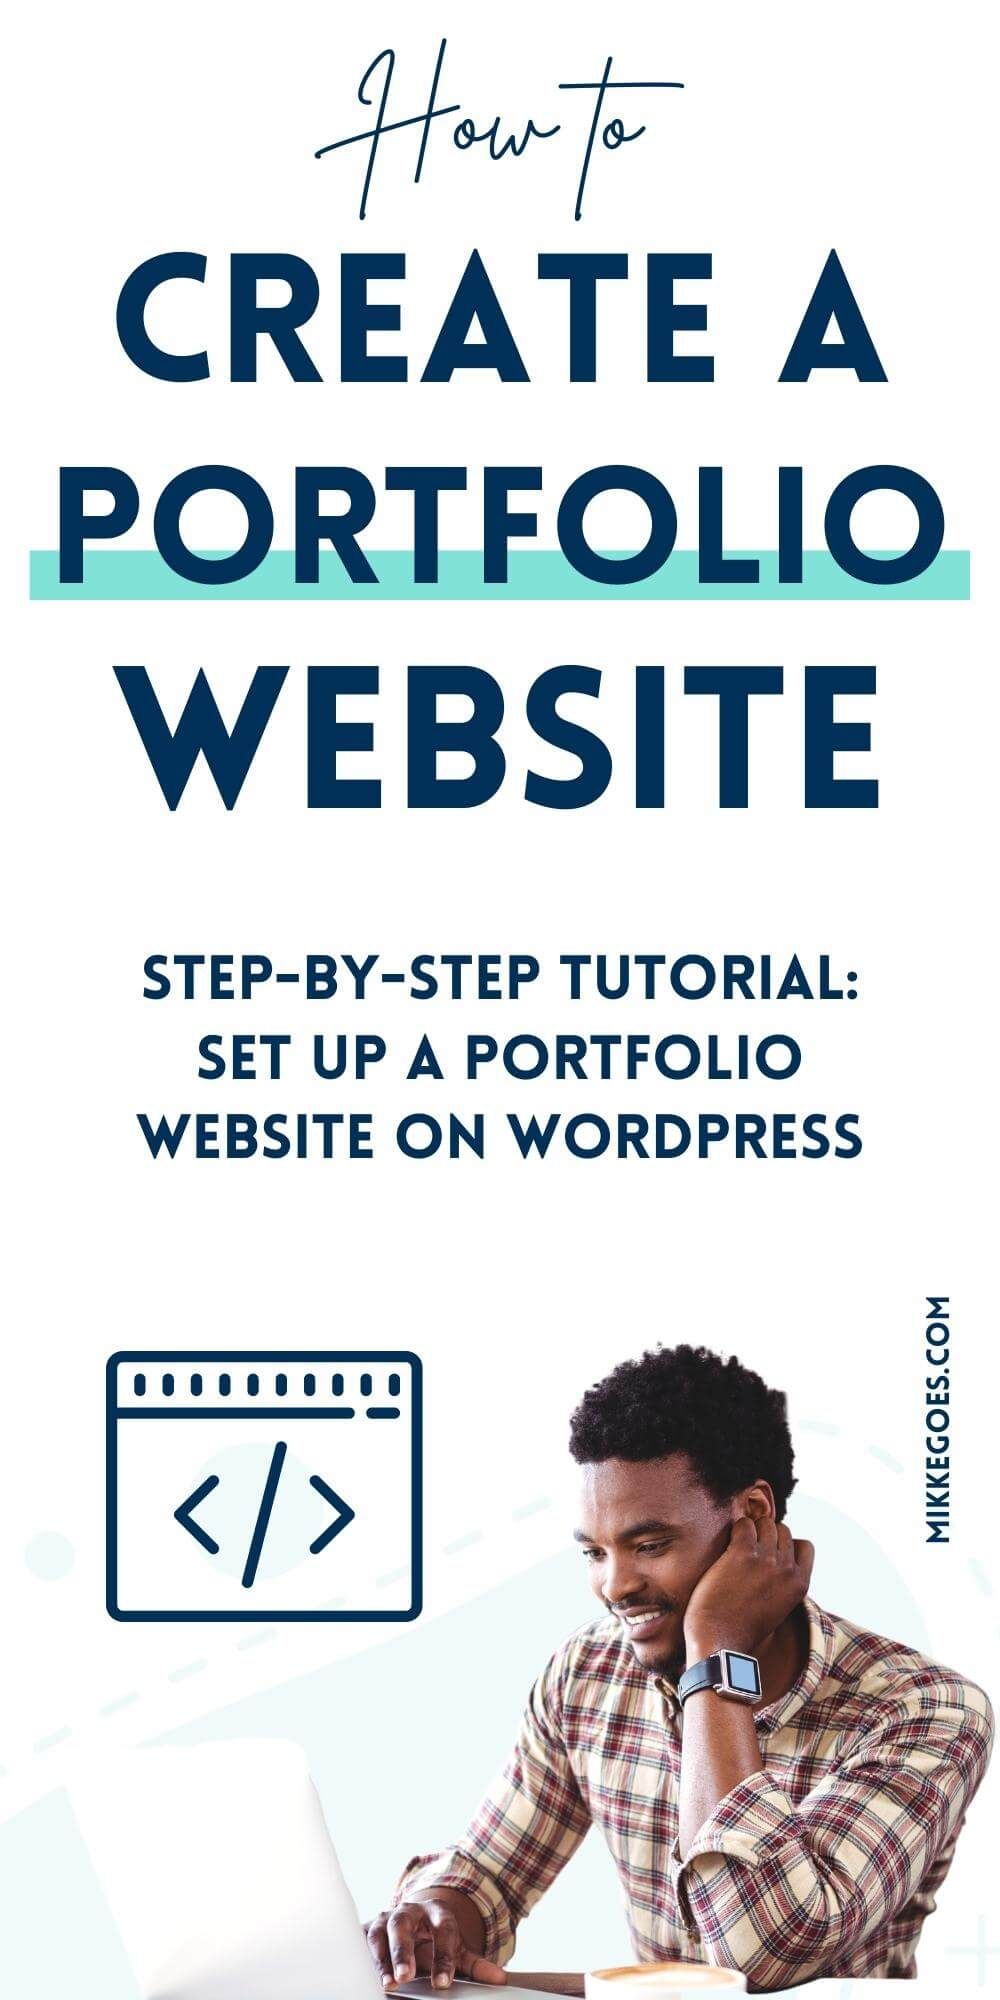 How to
CREATE A
PORTFOLIO
WEBSITE
STEP-BY-STEP TUTORIAL:
SET UP A PORTFOLIO
WEBSITE ON WORDPRESS
MIKKEGOES.COM
</>